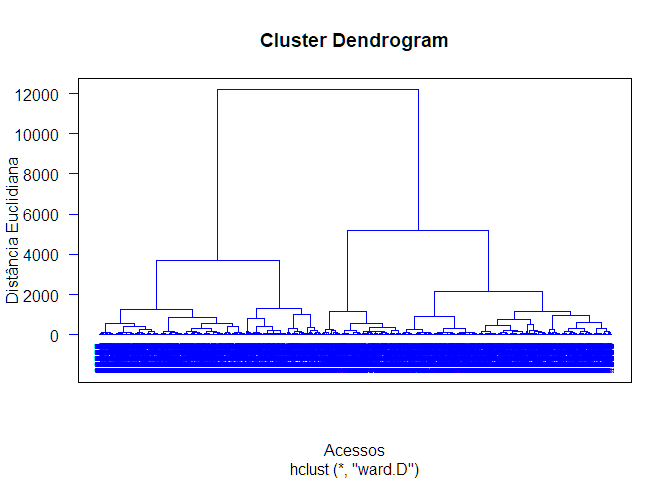 Cluster Dendrogram
Distância Euclidiana
12000
10000
8000
6000
4000
2000
0
Acessos
hclust (*, "ward.D")